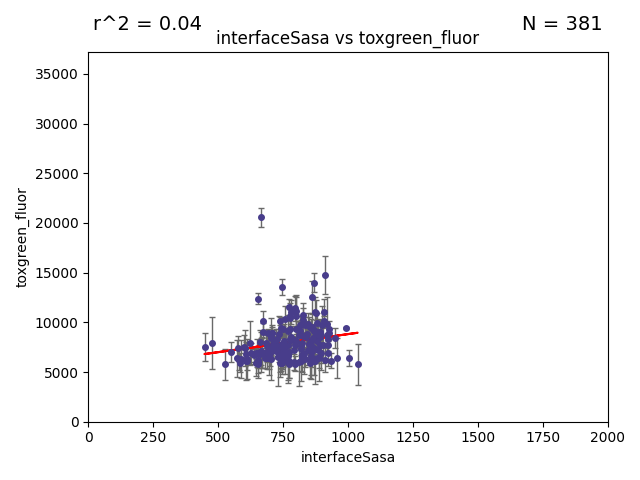 r^2 = 0.04
N = 381
interfaceSasa vs toxgreen_fluor
35000
30000
25000
20000
15000
10000
5000
0
toxgreen_fluor
0 250 500 750 1000 1250 1500 1750 2000
interfaceSasa